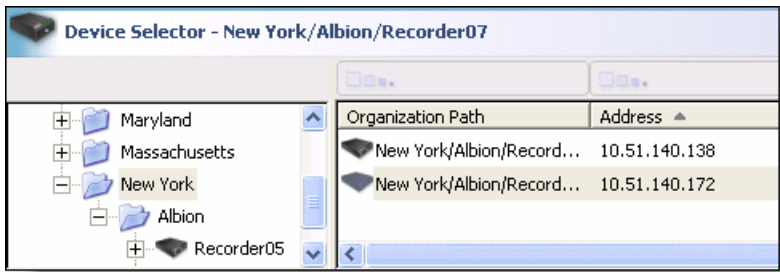 Device Selector - New York/Albion/Recorder07
Maryland
Massachusetts
New York
Albion
Recorder05
Organization Path Address
New York/Albion/Record... 10.51.140.138
New York/Albion/Record... 10.51.140.172